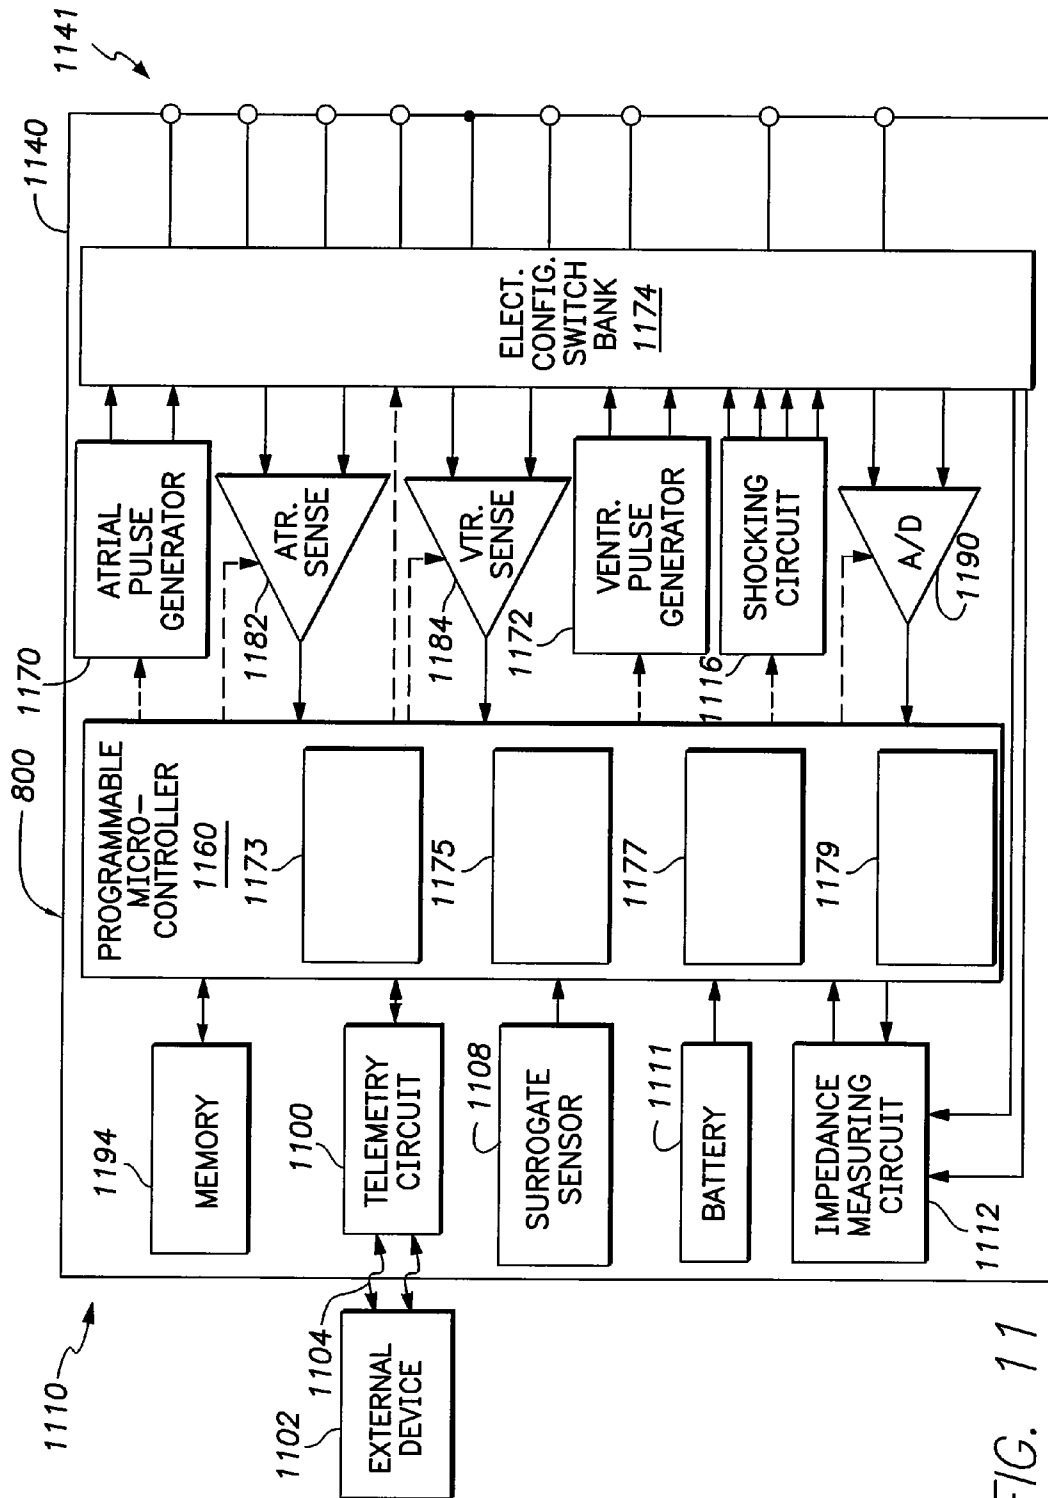 1141
1140
800
1110
ELECT.
CONFIG.
SWITCH
BANK
1174
1170
ATRIAL
PULSE
GENERATOR
1182
ATR.
SENSE
1184
VTR.
SENSE
1172
VENTR.
PULSE
GENERATOR
1116
SHOCKING
CIRCUIT
A/D
1190
PROGRAMMABLE
MICRO-
CONTROLLER
1160
1173
1175
1177
1179
1194
MEMORY
1100
TELEMETRY
CIRCUIT
1108
SURROGATE
SENSOR
1111
BATTERY
IMPEDANCE
MEASURING
CIRCUIT
1112
1104
1102
EXTERNAL
DEVICE
FIG. 11